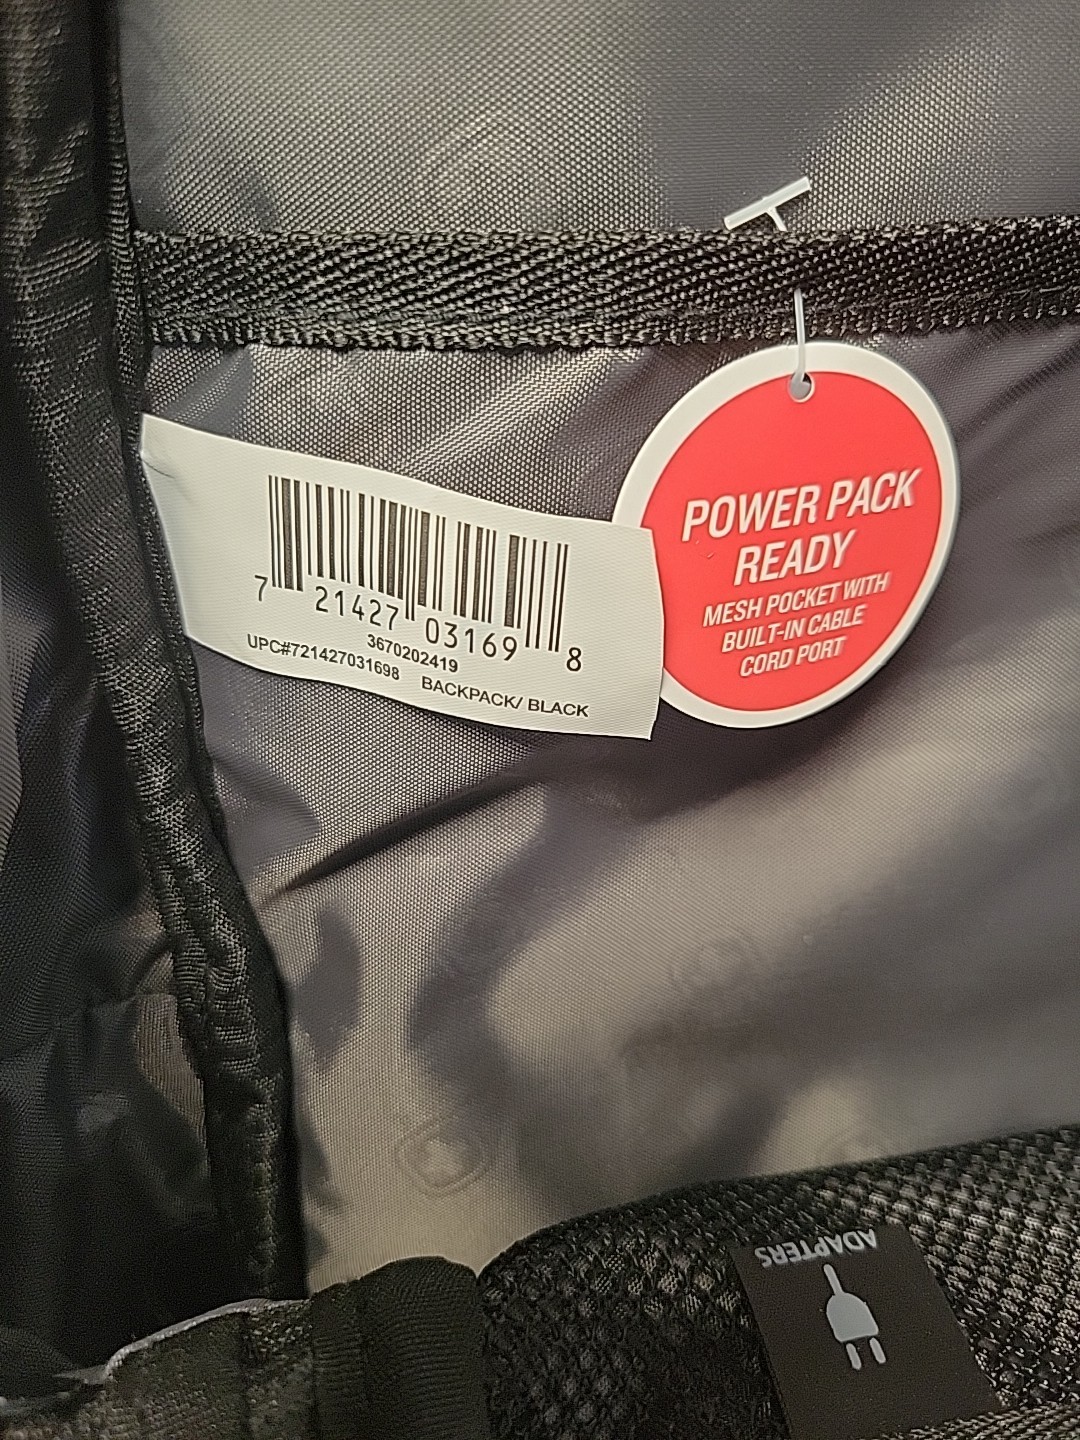 7 21427 03169 8
3670202419
UPC#721427031698 BACKPACK/ BLACK
POWER PACK
READY
MESH POCKET WITH
BUILT-IN CABLE
CORD PORT
ADAPTERS